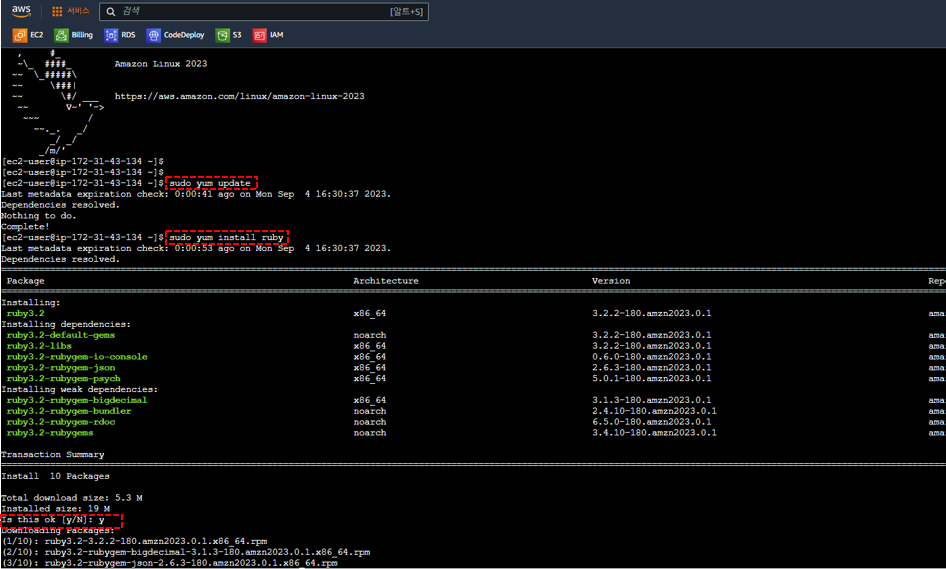 aws 서비스 검색 [알트+S]
EC2 Billing RDS CodeDeploy S3 IAM
, #_
~\_ ####_ Amazon Linux 2023
~~ \_#####\
~~ \###|
~~ \#/ ___ https://aws.amazon.com/linux/amazon-linux-2023
~~ V~' '->
~~~ /
~~._. _/
_/ _/
_/m/'
[ec2-user@ip-172-31-43-134 ~]$
[ec2-user@ip-172-31-43-134 ~]$
[ec2-user@ip-172-31-43-134 ~]$ sudo yum update
Last metadata expiration check: 0:00:41 ago on Mon Sep 4 16:30:37 2023.
Dependencies resolved.
Nothing to do.
Complete!
[ec2-user@ip-172-31-43-134 ~]$ sudo yum install ruby
Last metadata expiration check: 0:00:53 ago on Mon Sep 4 16:30:37 2023.
Dependencies resolved.
Package Architecture Version Rep
Installing:
ruby3.2 x86_64 3.2.2-180.amzn2023.0.1 ama
Installing dependencies:
ruby3.2-default-gems noarch 3.2.2-180.amzn2023.0.1 ama
ruby3.2-libs x86_64 3.2.2-180.amzn2023.0.1 ama
ruby3.2-rubygem-io-console x86_64 0.6.0-180.amzn2023.0.1 ama
ruby3.2-rubygem-json x86_64 2.6.3-180.amzn2023.0.1 ama
ruby3.2-rubygem-psych x86_64 5.0.1-180.amzn2023.0.1 ama
Installing weak dependencies:
ruby3.2-rubygem-bigdecimal x86_64 3.1.3-180.amzn2023.0.1 ama
ruby3.2-rubygem-bundler noarch 2.4.10-180.amzn2023.0.1 ama
ruby3.2-rubygem-rdoc noarch 6.5.0-180.amzn2023.0.1 ama
ruby3.2-rubygems noarch 3.4.10-180.amzn2023.0.1 ama
Transaction Summary
Install 10 Packages
Total download size: 5.3 M
Installed size: 19 M
Is this ok [y/N]: y
Downloading Packages:
(1/10): ruby3.2-3.2.2-180.amzn2023.0.1.x86_64.rpm
(2/10): ruby3.2-rubygem-bigdecimal-3.1.3-180.amzn2023.0.1.x86_64.rpm
(3/10): ruby3.2-rubygem-json-2.6.3-180.amzn2023.0.1.x86_64.rpm